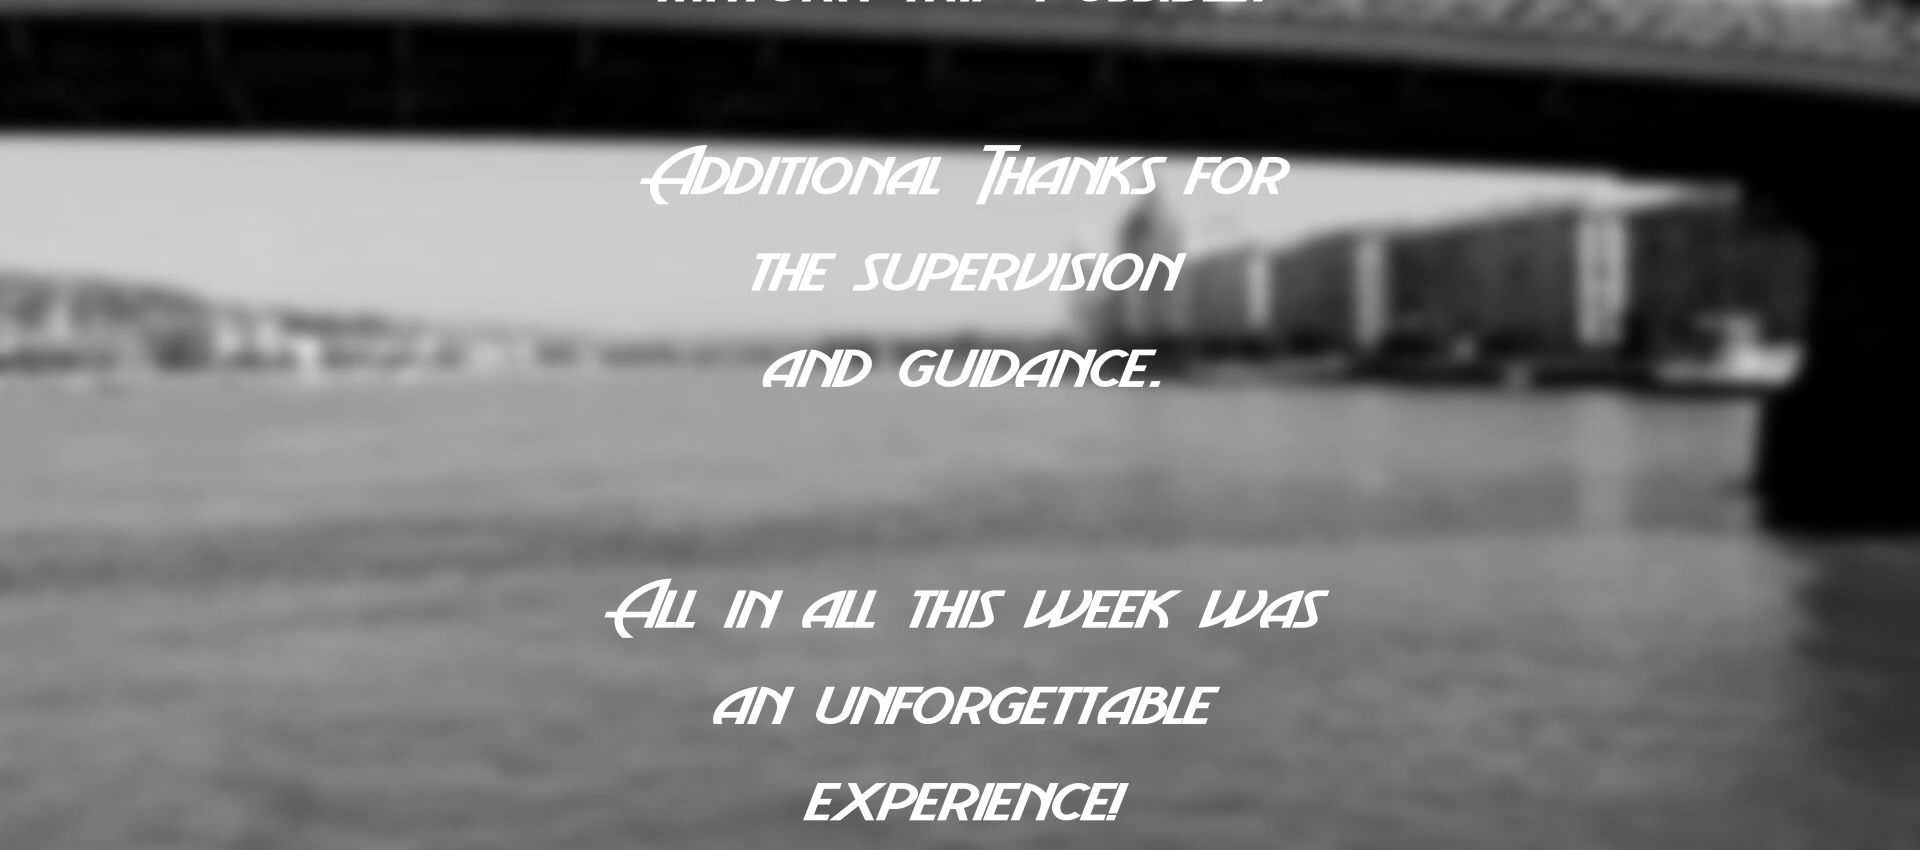 Additional Thanks for
the supervision
and guidance.
All in all this week was
an unforgettable
experience!